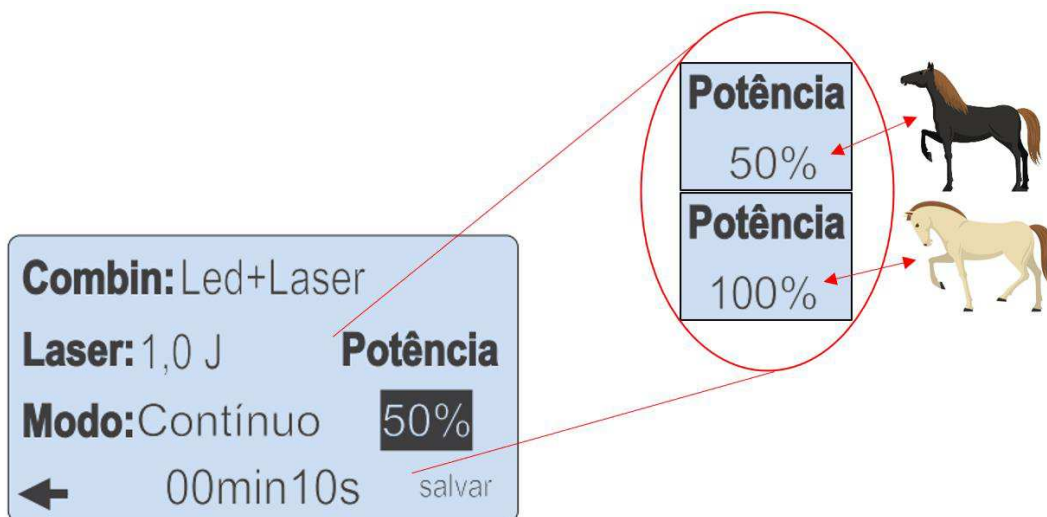 Potência
50%
Potência
100%
Combin: Led+Laser
Laser: 1,0 J Potência
Modo: Contínuo 50%
00min10s salvar